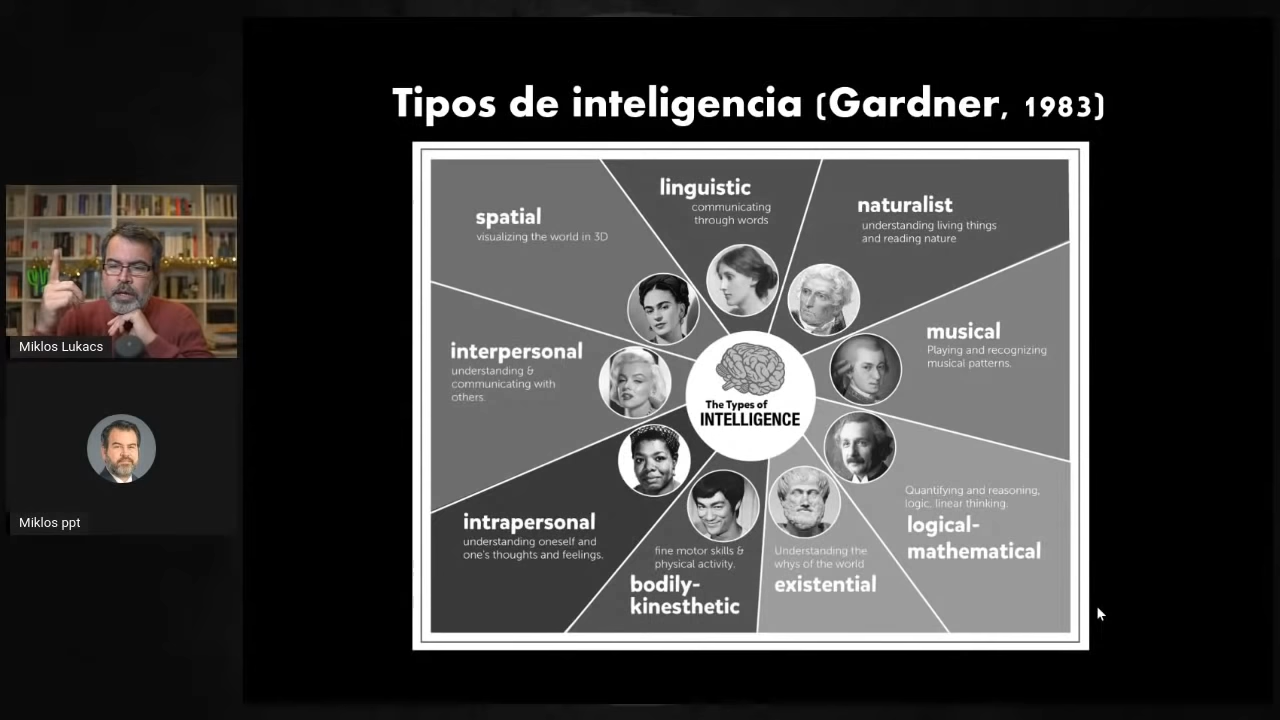 Tipos de inteligencia (Gardner, 1983)
linguistic
communicating
through words
naturalist
understanding living things
and reading nature
spatial
visualizing the world in 3D
musical
Playing and recognizing
musical patterns.
interpersonal
understanding &
communicating with
others.
The Types of
INTELLIGENCE
Quantifying and reasoning,
logic, linear thinking.
logical-
mathematical
intrapersonal
understanding oneself and
one's thoughts and feelings.
fine motor skills &
physical activity.
bodily-
kinesthetic
Understanding the
whys of the world
existential
Miklos Lukacs
Miklos ppt